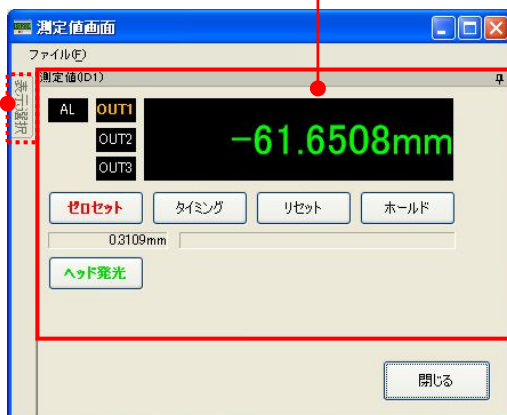 測定値画面
ファイル(F)
表示選択
測定値(D1)
AL OUT1
OUT2
OUT3
-61.6508mm
ゼロセット タイミング リセット ホールド
0.3109mm
ヘッド発光
閉じる